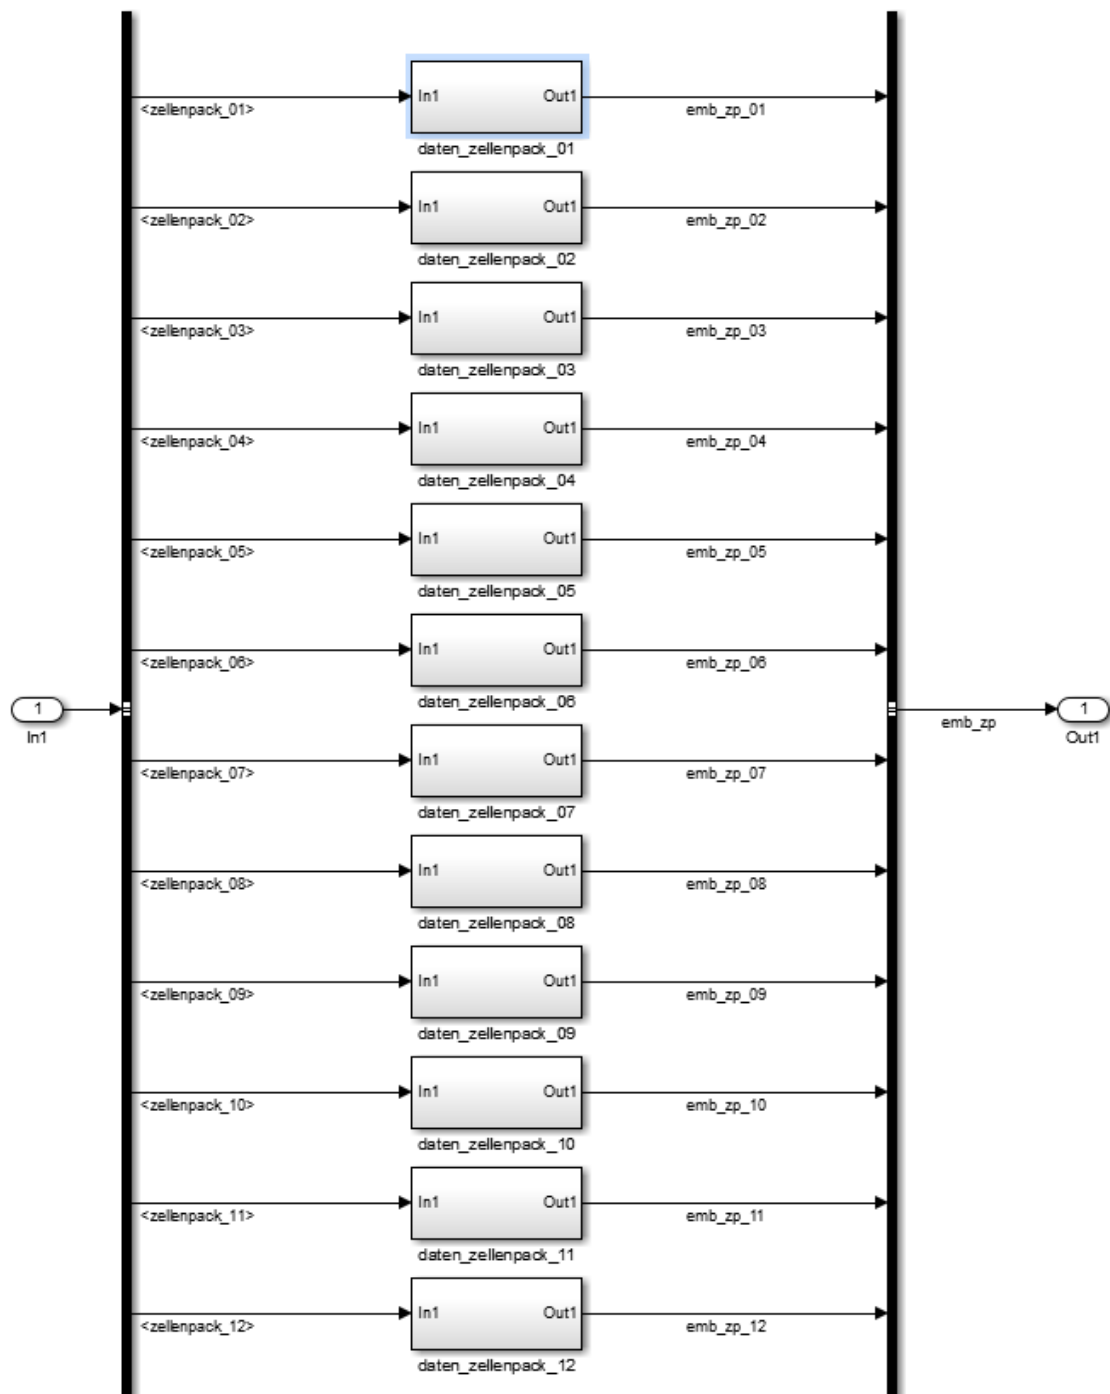 In1 Out1
<zellenpack_01> emb_zp_01
daten_zellenpack_01
In1 Out1
<zellenpack_02> emb_zp_02
daten_zellenpack_02
In1 Out1
<zellenpack_03> emb_zp_03
daten_zellenpack_03
In1 Out1
<zellenpack_04> emb_zp_04
daten_zellenpack_04
In1 Out1
<zellenpack_05> emb_zp_05
daten_zellenpack_05
In1 Out1
<zellenpack_06> emb_zp_06
daten_zellenpack_06
1 1
In1 emb_zp Out1
In1 Out1
<zellenpack_07> emb_zp_07
daten_zellenpack_07
In1 Out1
<zellenpack_08> emb_zp_08
daten_zellenpack_08
In1 Out1
<zellenpack_09> emb_zp_09
daten_zellenpack_09
In1 Out1
<zellenpack_10> emb_zp_10
daten_zellenpack_10
In1 Out1
<zellenpack_11> emb_zp_11
daten_zellenpack_11
In1 Out1
<zellenpack_12> emb_zp_12
daten_zellenpack_12